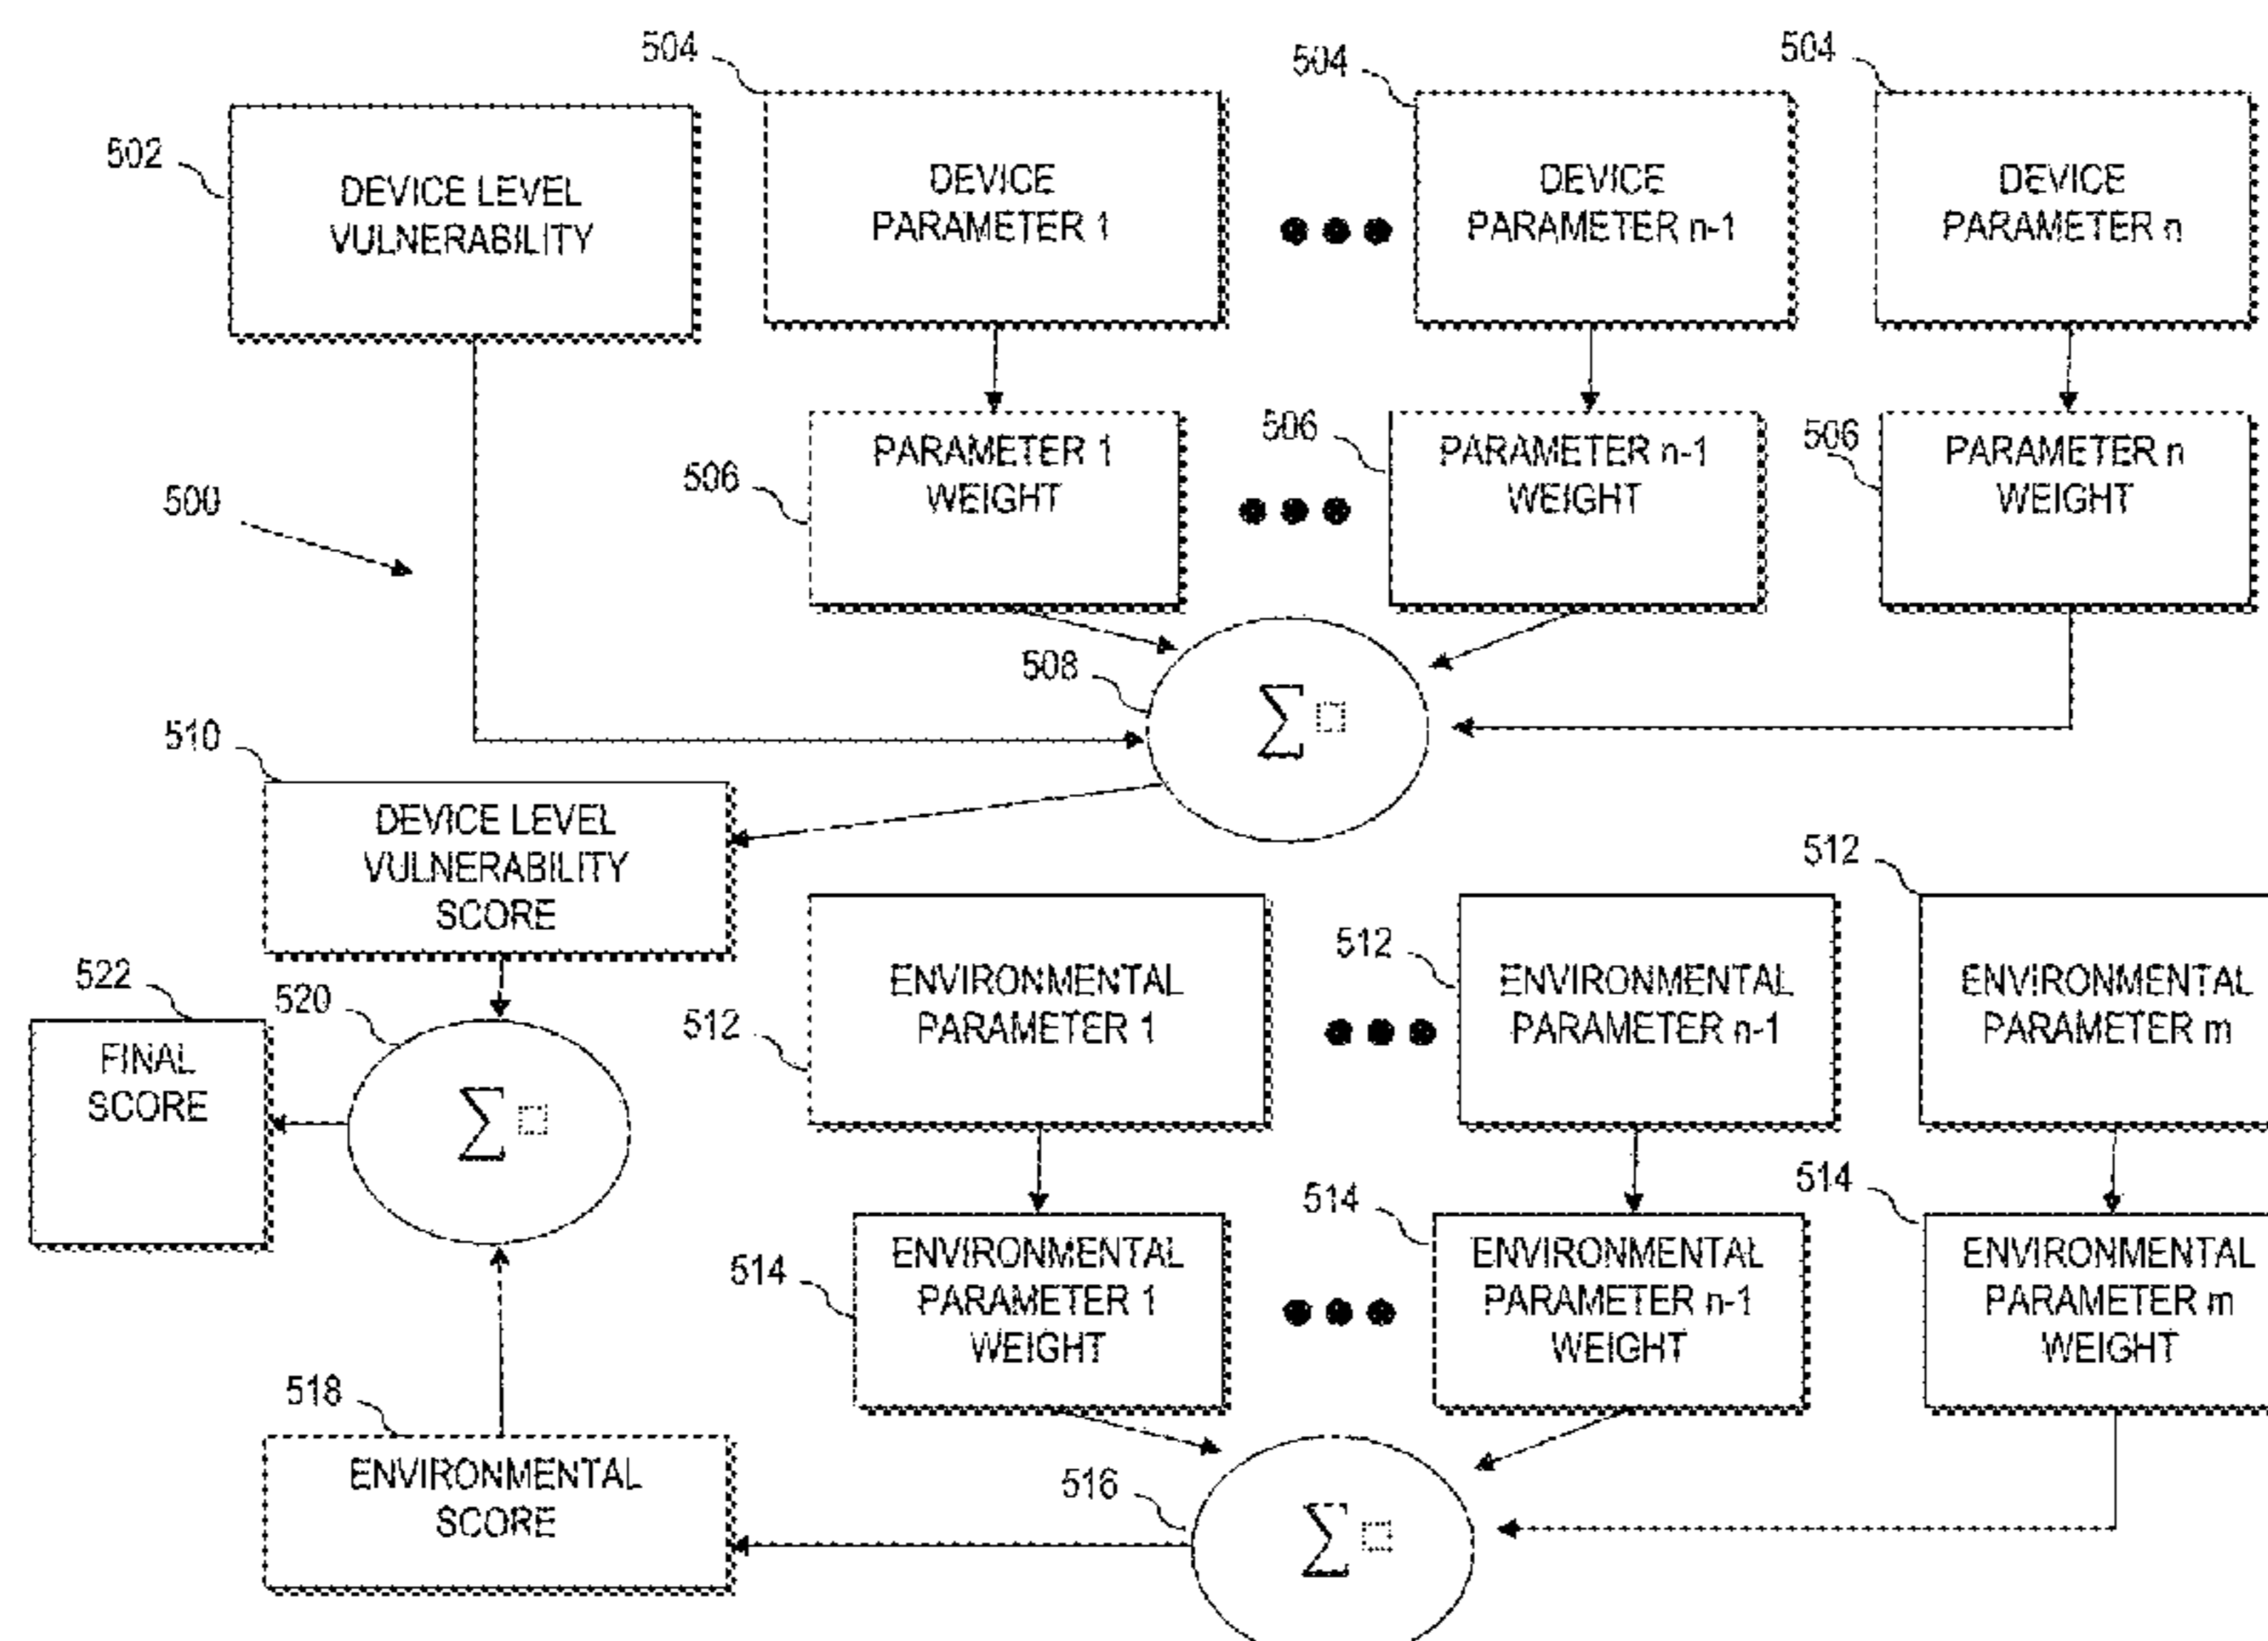 504
504
504
502
DEVICE LEVEL
VULNERABILITY
DEVICE
PARAMETER 1
DEVICE
PARAMETER n-1
DEVICE
PARAMETER n
506
PARAMETER 1
WEIGHT
506
PARAMETER n-1
WEIGHT
506
PARAMETER n
WEIGHT
500
508
Σ
510
DEVICE LEVEL
VULNERABILITY
SCORE
512
ENVIRONMENTAL
PARAMETER 1
512
ENVIRONMENTAL
PARAMETER n-1
512
ENVIRONMENTAL
PARAMETER m
522
FINAL
SCORE
520
Σ
514
ENVIRONMENTAL
PARAMETER 1
WEIGHT
514
ENVIRONMENTAL
PARAMETER n-1
WEIGHT
514
ENVIRONMENTAL
PARAMETER m
WEIGHT
518
ENVIRONMENTAL
SCORE
516
Σ